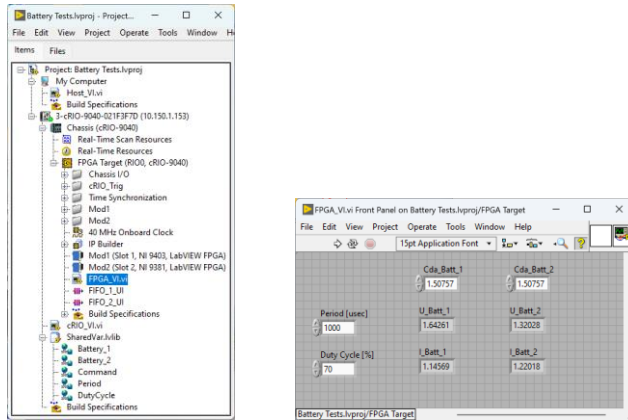 Battery Tests.lvproj - Project...
File Edit View Project Operate Tools Window H
Items Files
Project: Battery Tests.lvproj
My Computer
Host_VI.vi
Build Specifications
3-cRIO-9040-021F3F7D (10.150.1.153)
Chassis (cRIO-9040)
Real-Time Scan Resources
Real-Time Resources
FPGA Target (RIO0, cRIO-9040)
Chassis I/O
cRIO_Trig
Time Synchronization
Mod1
Mod2
40 MHz Onboard Clock
IP Builder
Mod1 (Slot 1, NI 9403, LabVIEW FPGA)
Mod2 (Slot 2, NI 9381, LabVIEW FPGA)
FPGA_VI.vi
FIFO_1_UI
FIFO_2_UI
Build Specifications
cRIO_VI.vi
SharedVar.lvlib
Battery_1
Battery_2
Command
Period
DutyCycle
Build Specifications
FPGA_VI.vi Front Panel on Battery Tests.lvproj/FPGA Target
File Edit View Project Operate Tools Window Help
15pt Application Font
Cda_Batt_1 Cda_Batt_2
1.50757 1.50757
Period [usec] U_Batt_1 U_Batt_2
1000 1.64261 1.32028
Duty Cycle [%] I_Batt_1 I_Batt_2
70 1.14569 1.22018
Battery Tests.lvproj/FPGA Target